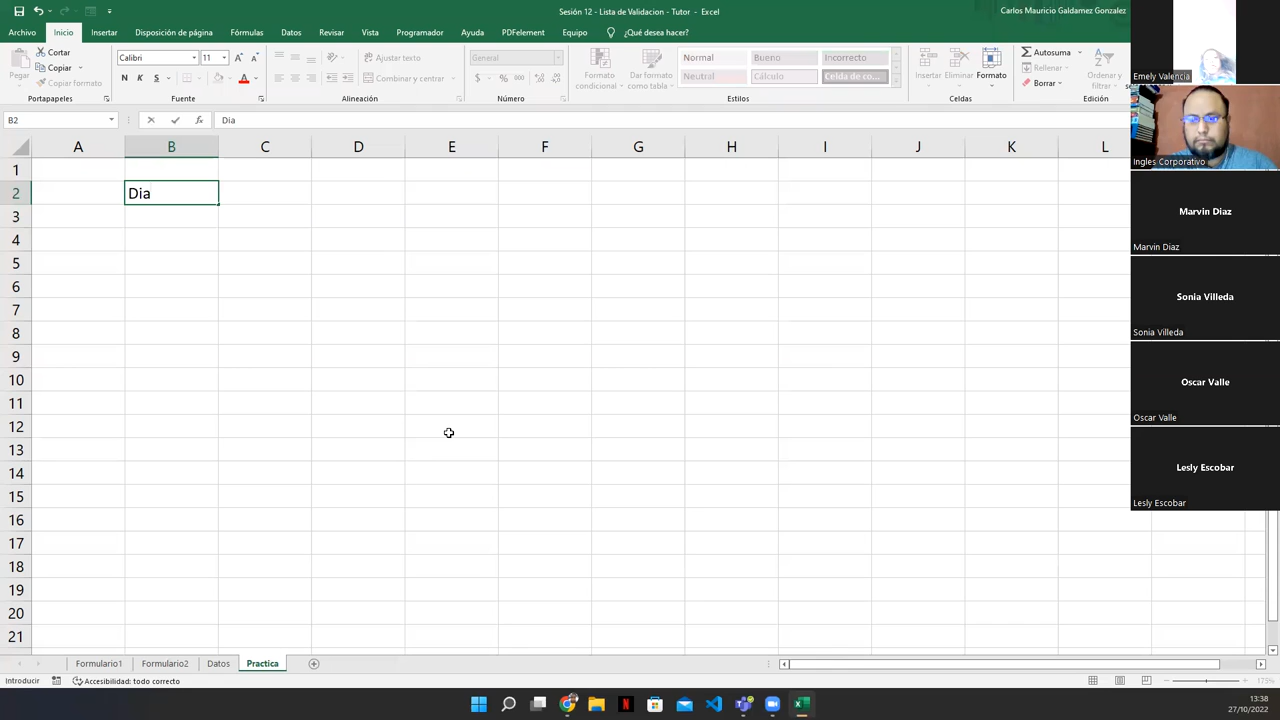 Sesión 12 - Lista de Validacion - Tutor - Excel
Carlos Mauricio Galdamez Gonzalez
Archivo Inicio Insertar Disposición de página Fórmulas Datos Revisar Vista Programador Ayuda PDFelement Equipo ¿Qué desea hacer?
Pegar
Cortar
Copiar
Copiar formato
Portapapeles
Calibri 11
N K S
Fuente
Ajustar texto
Combinar y centrar
Alineación
General
$ % 000
Número
Formato condicional
Dar formato como tabla
Normal Bueno Incorrecto
Neutral Cálculo Celda de co...
Estilos
Insertar Eliminar Formato
Celdas
Autosuma
Rellenar
Borrar
Ordenar y filtrar
Edición
B2 fx Dia
A B C D E F G H I J K L
1
2 Dia
3
4
5
6
7
8
9
10
11
12
13
14
15
16
17
18
19
20
21
Emely Valencia
Ingles Corporativo
Marvin Diaz
Marvin Diaz
Sonia Villeda
Sonia Villeda
Oscar Valle
Oscar Valle
Lesly Escobar
Lesly Escobar
Formulario1 Formulario2 Datos Practica
Introducir Accesibilidad: todo correcto 175%
13:38
27/10/2022